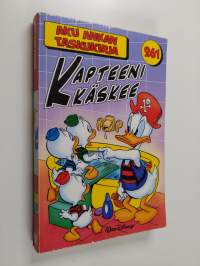 AKU ANKAN
TASKUKIRJA
261
KAPTEENI
KÄSKEE
WALT DISNEY